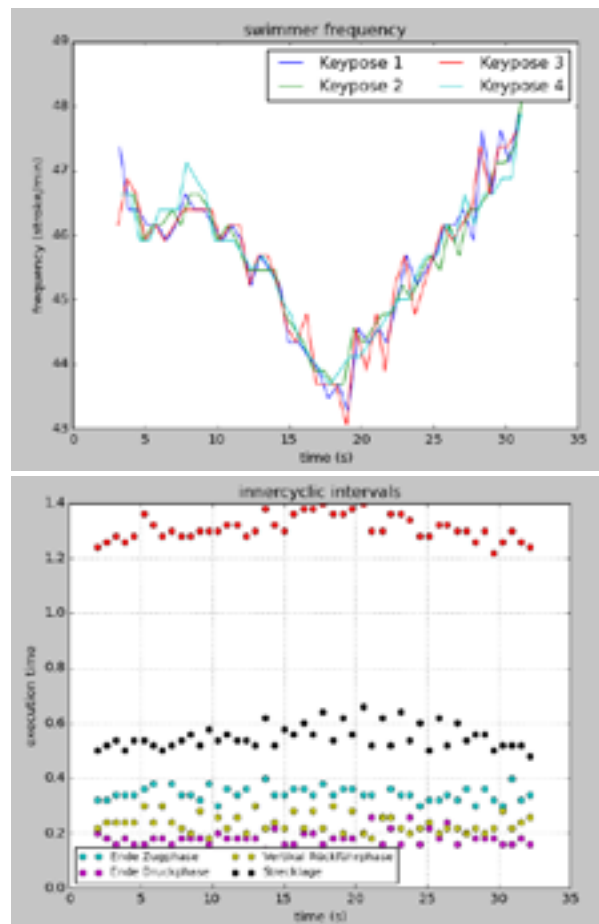 swimmer frequency
49
48
47
46
45
44
43
frequency (stroke/min)
Keypose 1
Keypose 3
Keypose 2
Keypose 4
0 5 10 15 20 25 30 35
time (s)
innercyclic intervals
1.4
1.2
1.0
0.8
0.6
0.4
0.2
0.0
execution time
Ende Zugphase
Vertikal Rückführphase
Ende Druckphase
Strecklage
0 5 10 15 20 25 30 35
time (s)